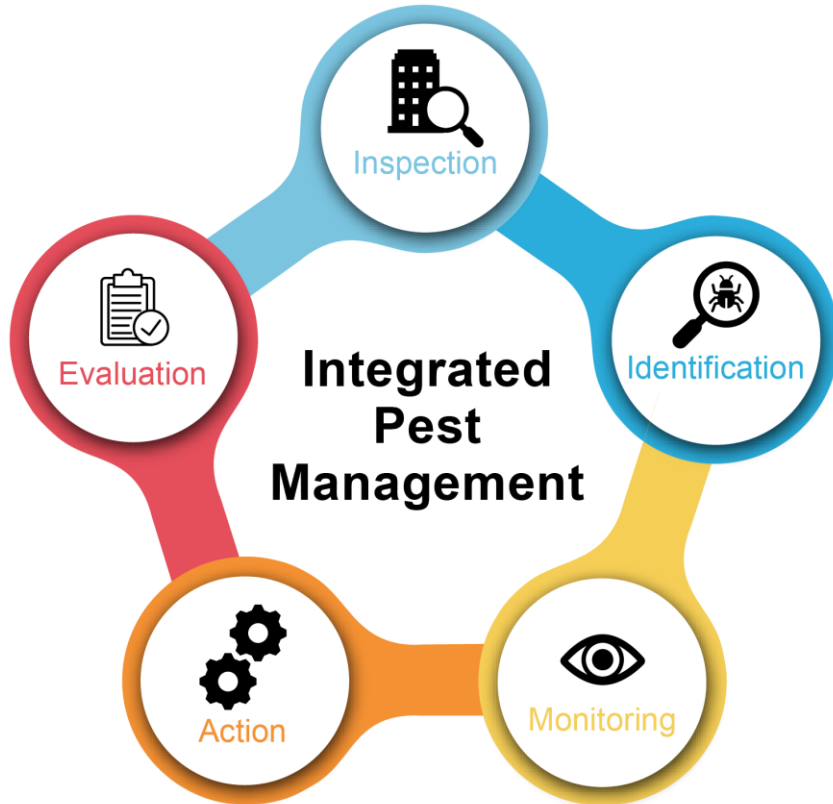 Inspection
Identification
Evaluation
Integrated
Pest
Management
Monitoring
Action